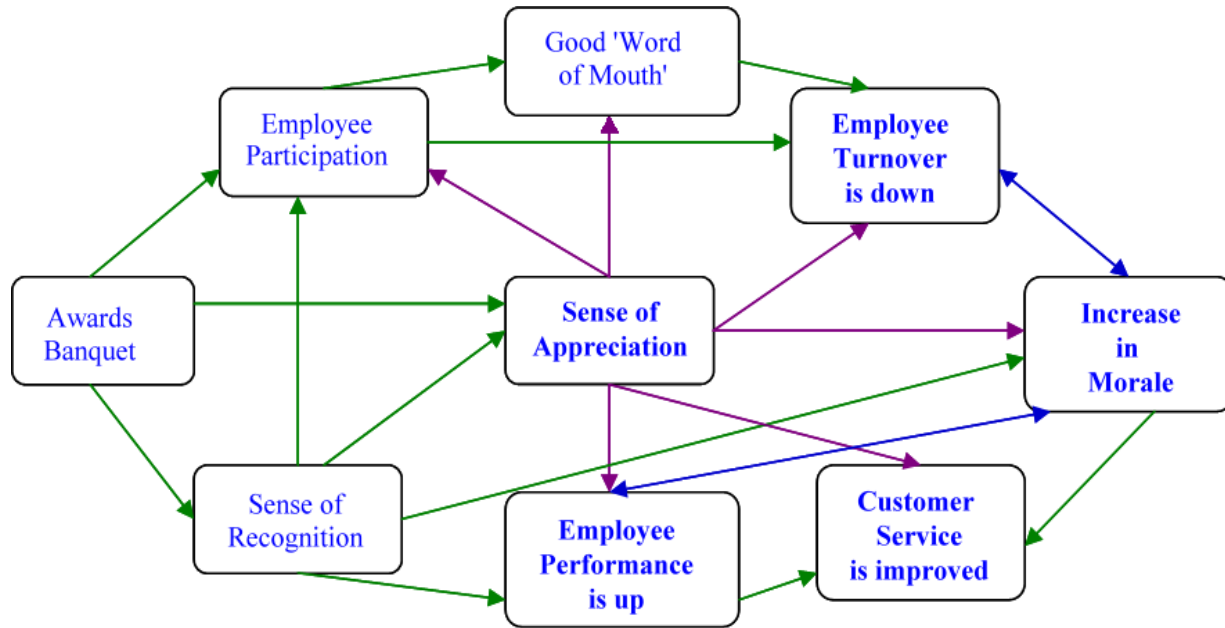 Good 'Word
of Mouth'
Employee
Participation
Employee
Turnover
is down
Awards
Banquet
Sense of
Appreciation
Increase
in
Morale
Sense of
Recognition
Employee
Performance
is up
Customer
Service
is improved